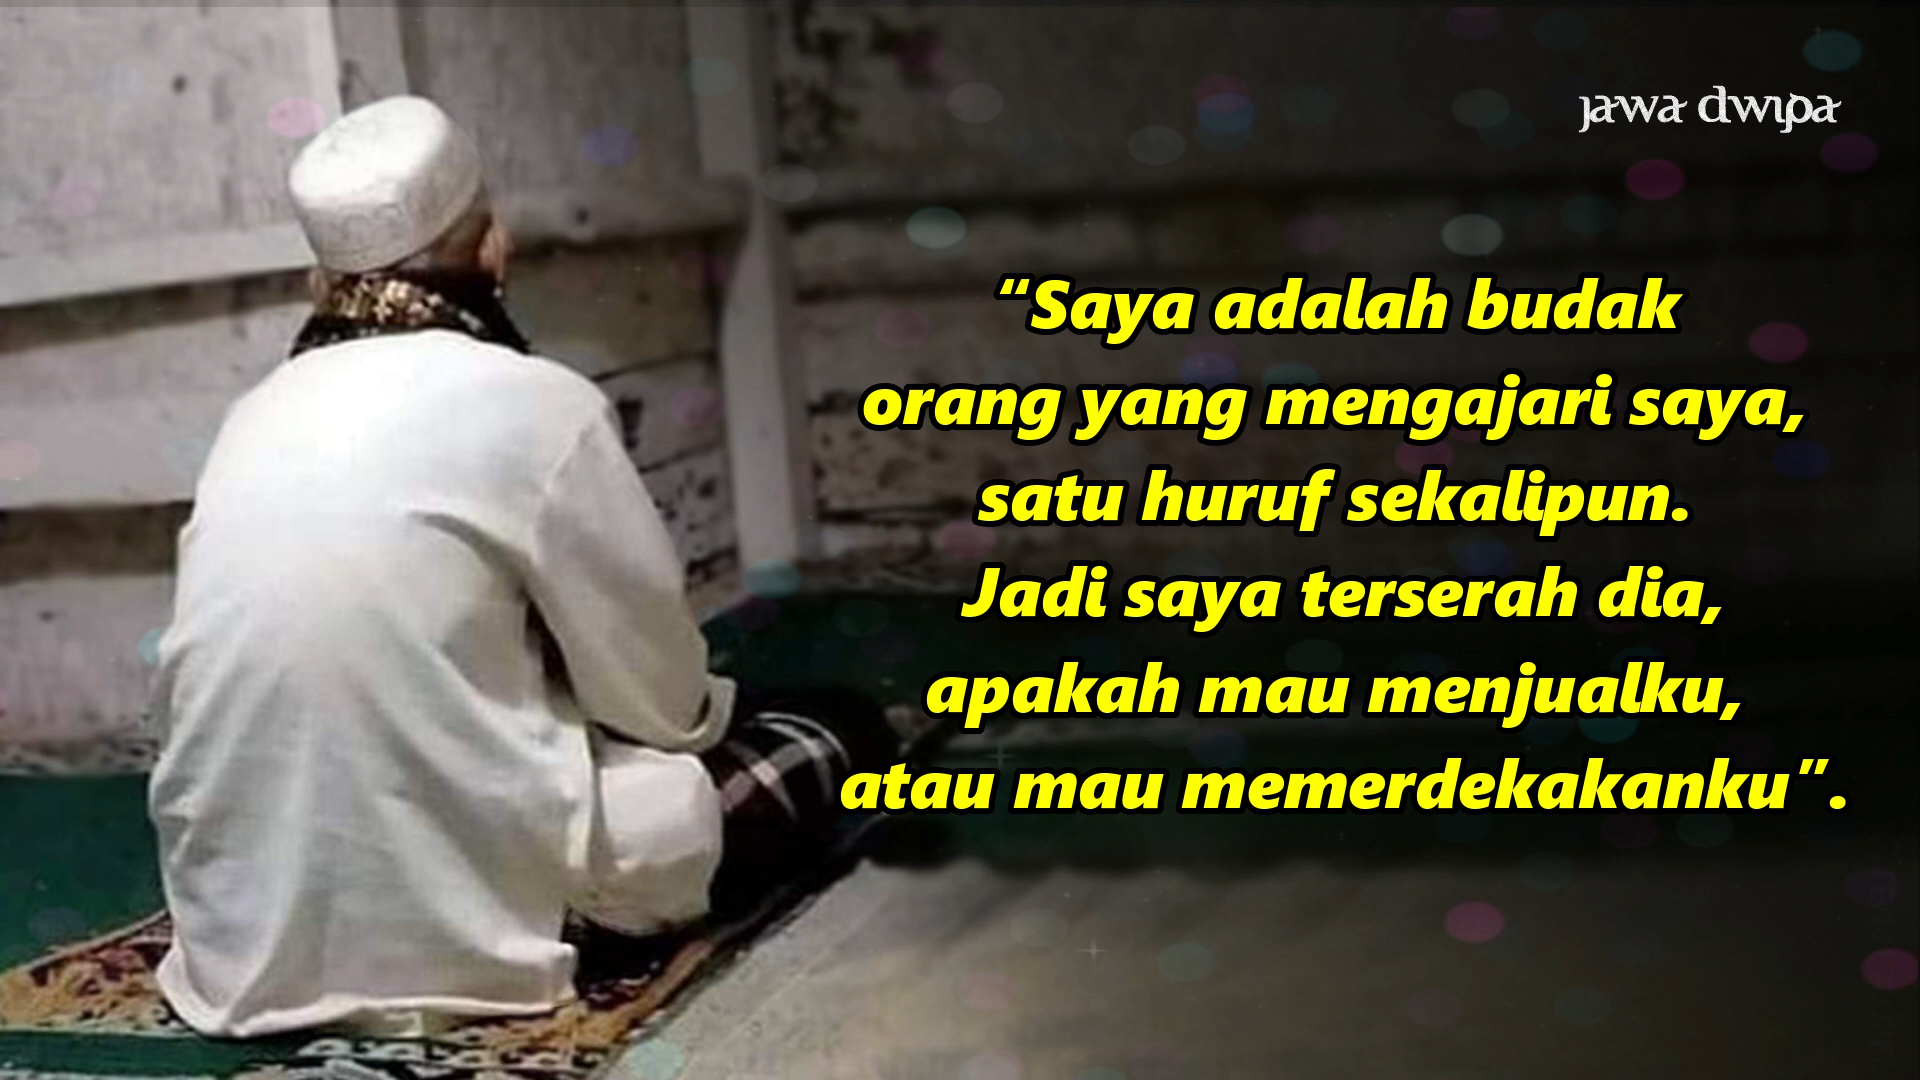 jawa dwipa
“Saya adalah budak
orang yang mengajari saya,
satu huruf sekalipun.
Jadi saya terserah dia,
apakah mau menjualku,
atau mau memerdekakanku”.